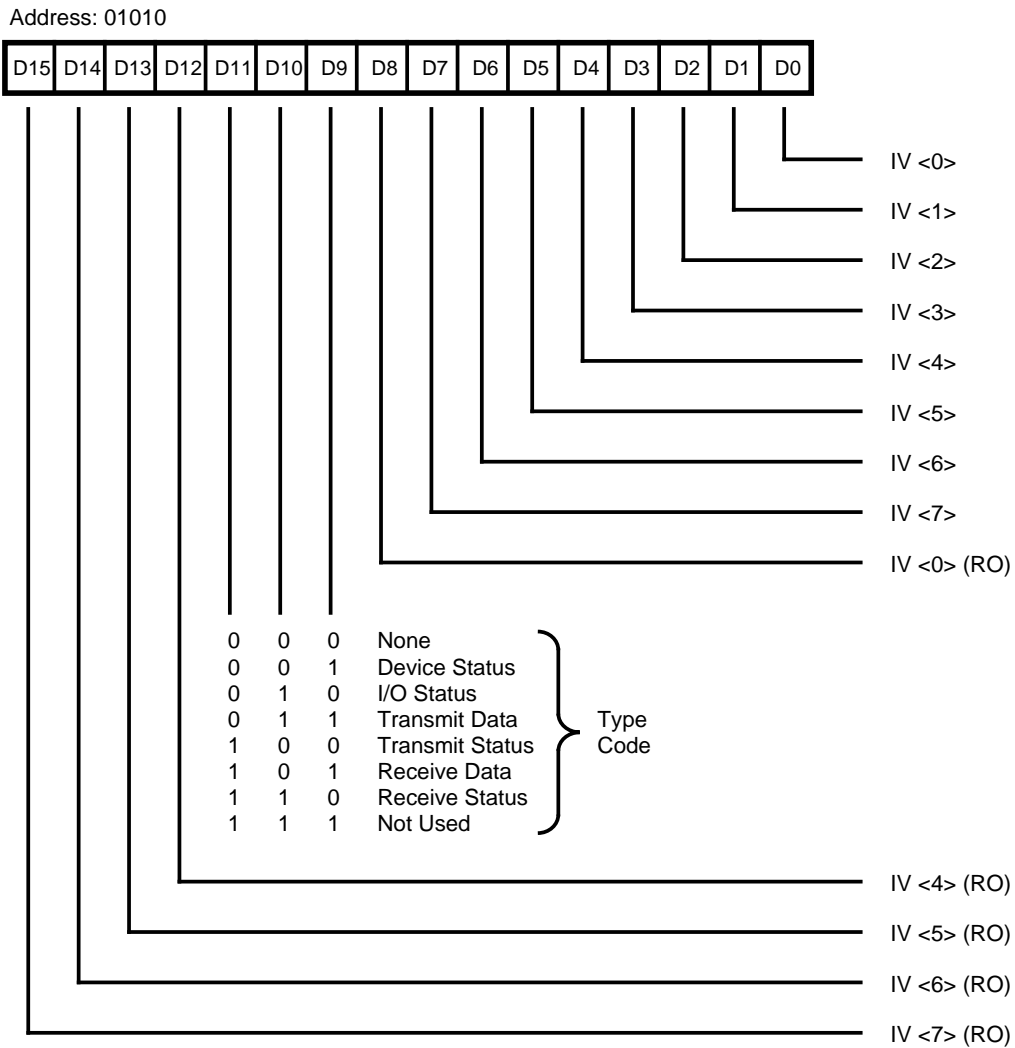 Address: 01010
D15 D14 D13 D12 D11 D10 D9 D8 D7 D6 D5 D4 D3 D2 D1 D0
IV <0>
IV <1>
IV <2>
IV <3>
IV <4>
IV <5>
IV <6>
IV <7>
IV <0> (RO)
0 0 0 None
0 0 1 Device Status
0 1 0 I/O Status
0 1 1 Transmit Data
1 0 0 Transmit Status
1 0 1 Receive Data
1 1 0 Receive Status
1 1 1 Not Used
Type
Code
IV <4> (RO)
IV <5> (RO)
IV <6> (RO)
IV <7> (RO)